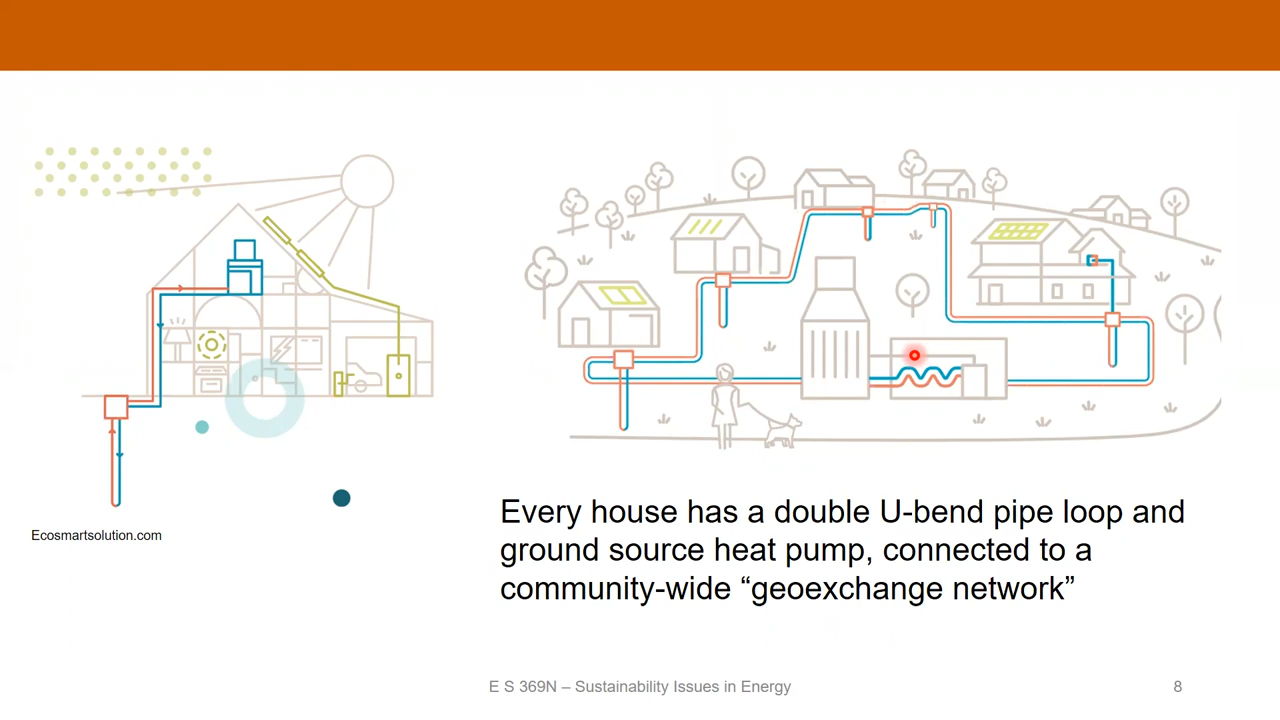 Ecosmartsolution.com
Every house has a double U-bend pipe loop and
ground source heat pump, connected to a
community-wide “geoexchange network”
E S 369N – Sustainability Issues in Energy
8